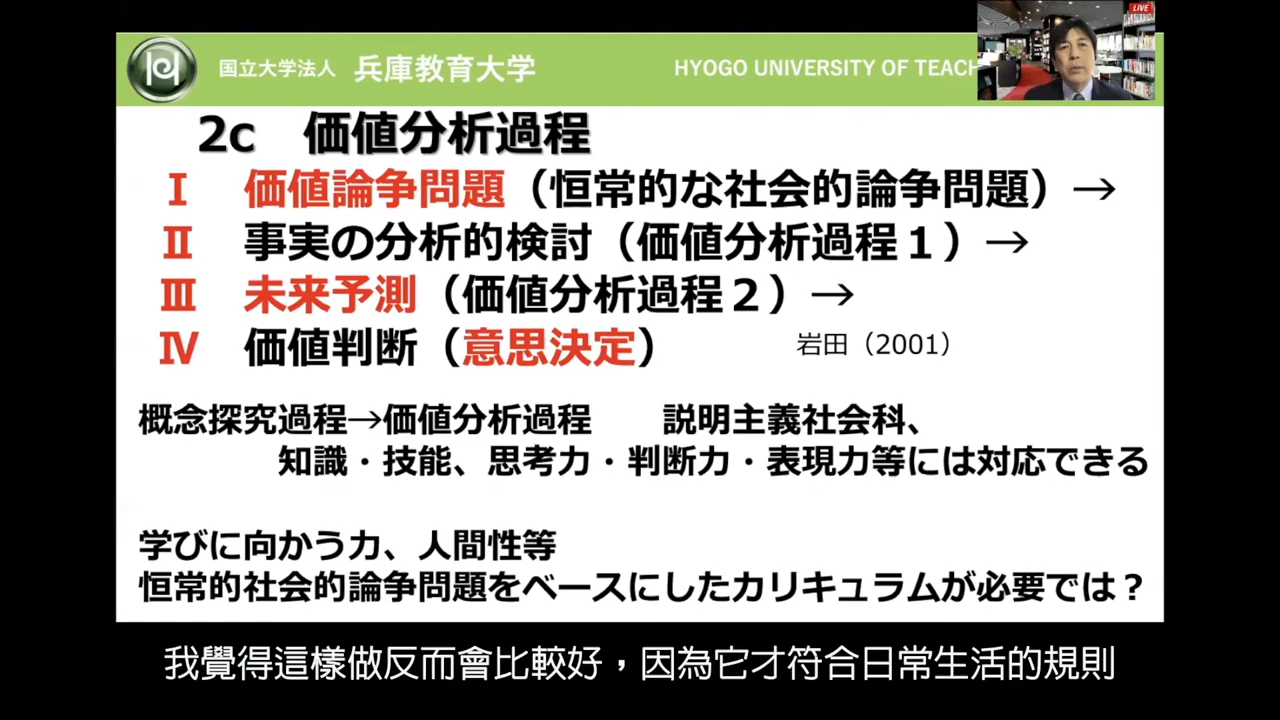 国立大学法人 兵庫教育大学 HYOGO UNIVERSITY OF TEACH
LIVE
2c 価値分析過程
Ⅰ 価値論争問題（恒常的な社会的論争問題）→
Ⅱ 事実の分析的検討（価値分析過程１）→
Ⅲ 未来予測（価値分析過程２）→
Ⅳ 価値判断（意思決定）
岩田（2001）
概念探究過程→価値分析過程 説明主義社会科、
知識・技能、思考力・判断力・表現力等には対応できる
学びに向かう力、人間性等
恒常的社会的論争問題をベースにしたカリキュラムが必要では？
我覺得這樣做反而會比較好，因為它才符合日常生活的規則